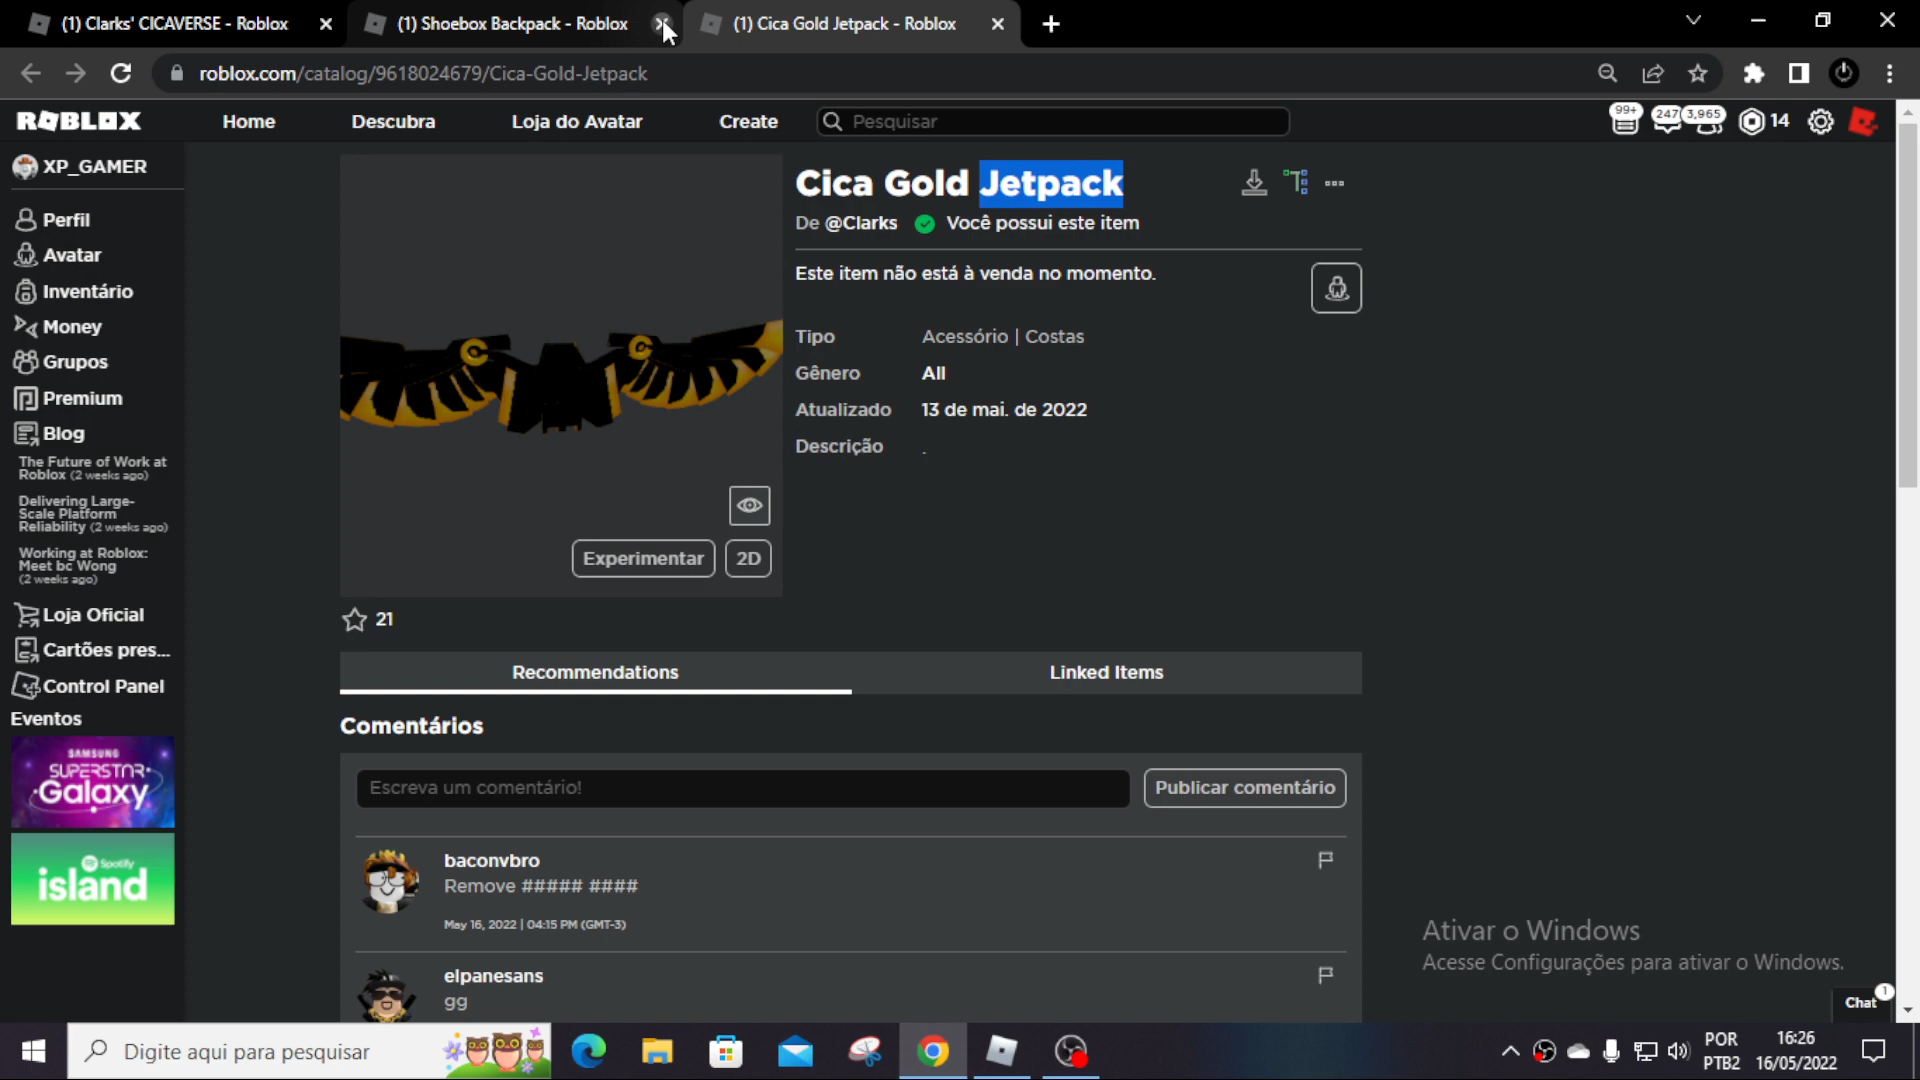 (1) Clarks' CICAVERSE - Roblox
(1) Shoebox Backpack - Roblox
(1) Cica Gold Jetpack - Roblox
roblox.com/catalog/9618024679/Cica-Gold-Jetpack
ROBLOX
Home
Descubra
Loja do Avatar
Create
Pesquisar
99+
247
3,965
14
XP_GAMER
Perfil
Avatar
Inventário
Money
Grupos
Premium
Blog
The Future of Work at
Roblox (2 weeks ago)
Delivering Large-
Scale Platform
Reliability (2 weeks ago)
Working at Roblox:
Meet bc Wong
(2 weeks ago)
Loja Oficial
Cartões pres...
Control Panel
Eventos
SAMSUNG
SUPERSTAR
Galaxy
Spotify
island
Cica Gold Jetpack
De @Clarks Você possui este item
Este item não está à venda no momento.
Tipo Acessório | Costas
Gênero All
Atualizado 13 de mai. de 2022
Descrição .
Experimentar
2D
21
Recommendations
Linked Items
Comentários
Escreva um comentário!
Publicar comentário
baconvbro
Remove ##### ####
May 16, 2022 | 04:15 PM (GMT-3)
elpanesans
gg
Ativar o Windows
Acesse Configurações para ativar o Windows.
Chat
1
Digite aqui para pesquisar
POR
PTB2
16:26
16/05/2022